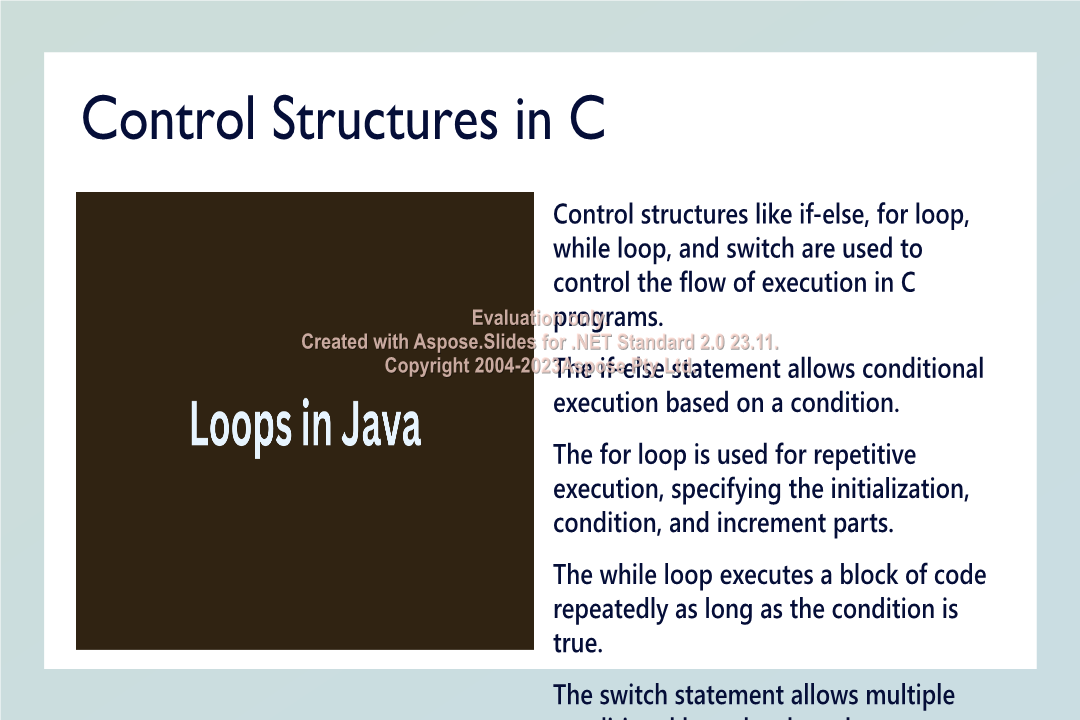 Control Structures in C
Loops in Java
Control structures like if-else, for loop,
while loop, and switch are used to
control the flow of execution in C
programs.
The if-else statement allows conditional
execution based on a condition.
The for loop is used for repetitive
execution, specifying the initialization,
condition, and increment parts.
The while loop executes a block of code
repeatedly as long as the condition is
true.
The switch statement allows multiple
Evaluation only.
Created with Aspose.Slides for .NET Standard 2.0 23.11.
Copyright 2004-2023Aspose Pty Ltd.